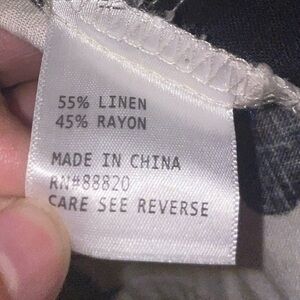 55% LINEN
45% RAYON
MADE IN CHINA
RN#88820
CARE SEE REVERSE